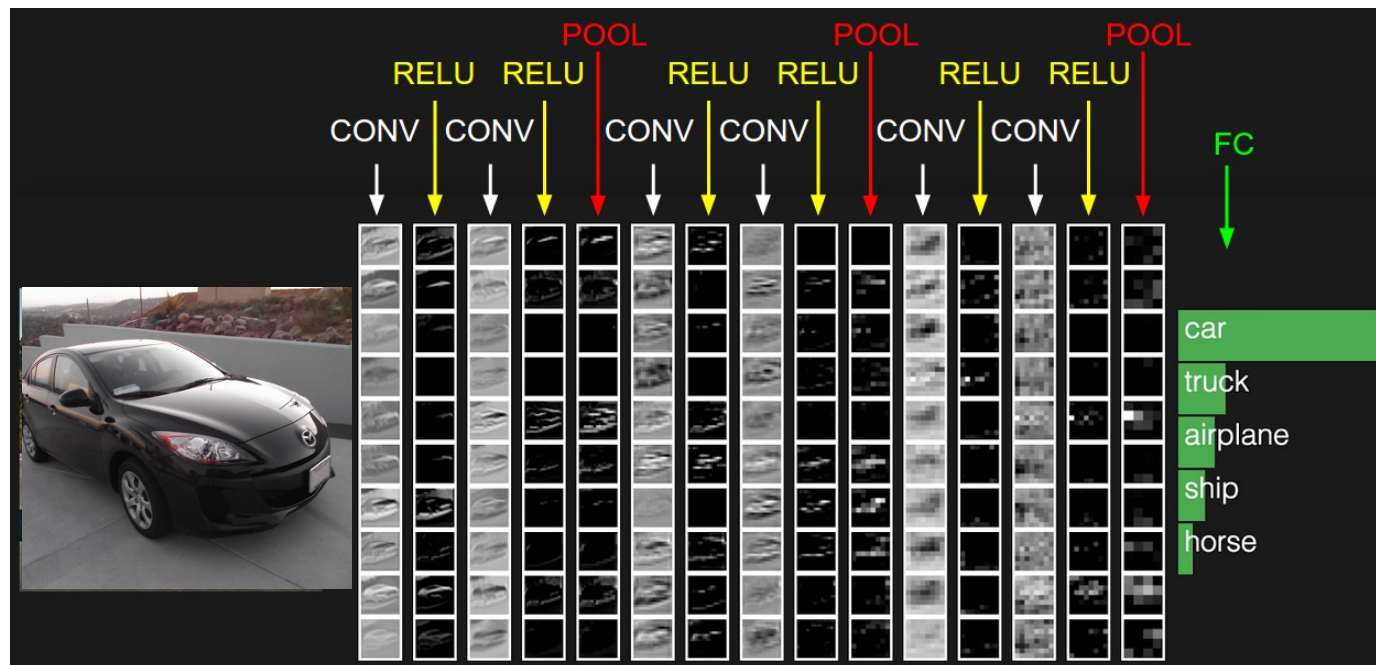 POOL POOL POOL
RELU RELU RELU RELU RELU RELU
CONV CONV CONV CONV CONV CONV
FC
car
truck
airplane
ship
horse